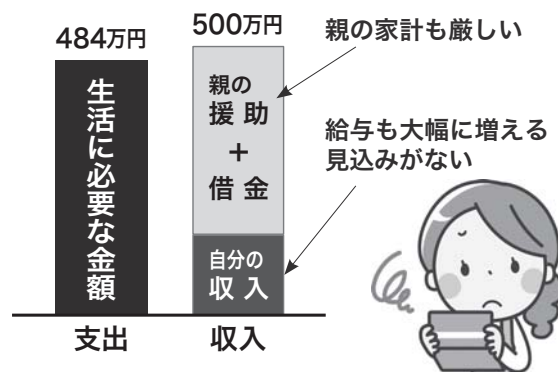 484万円
生活に必要な金額
支出
500万円
親の
援助
+
借金
自分の
収入
収入
親の家計も厳しい
給与も大幅に増える
見込みがない